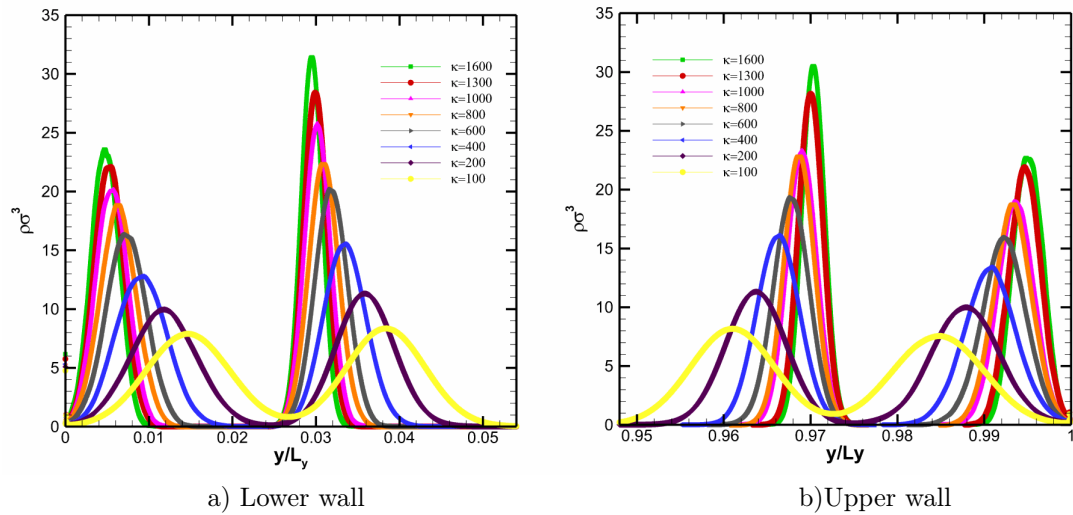 35
30
25
20
15
10
5
0
ρσ³
κ=1600
κ=1300
κ=1000
κ=800
κ=600
κ=400
κ=200
κ=100
0
0.01
0.02
0.03
0.04
0.05
y/L_y
a) Lower wall
35
30
25
20
15
10
5
0
ρσ³
κ=1600
κ=1300
κ=1000
κ=800
κ=600
κ=400
κ=200
κ=100
0.95
0.96
0.97
0.98
0.99
1
y/Ly
b)Upper wall